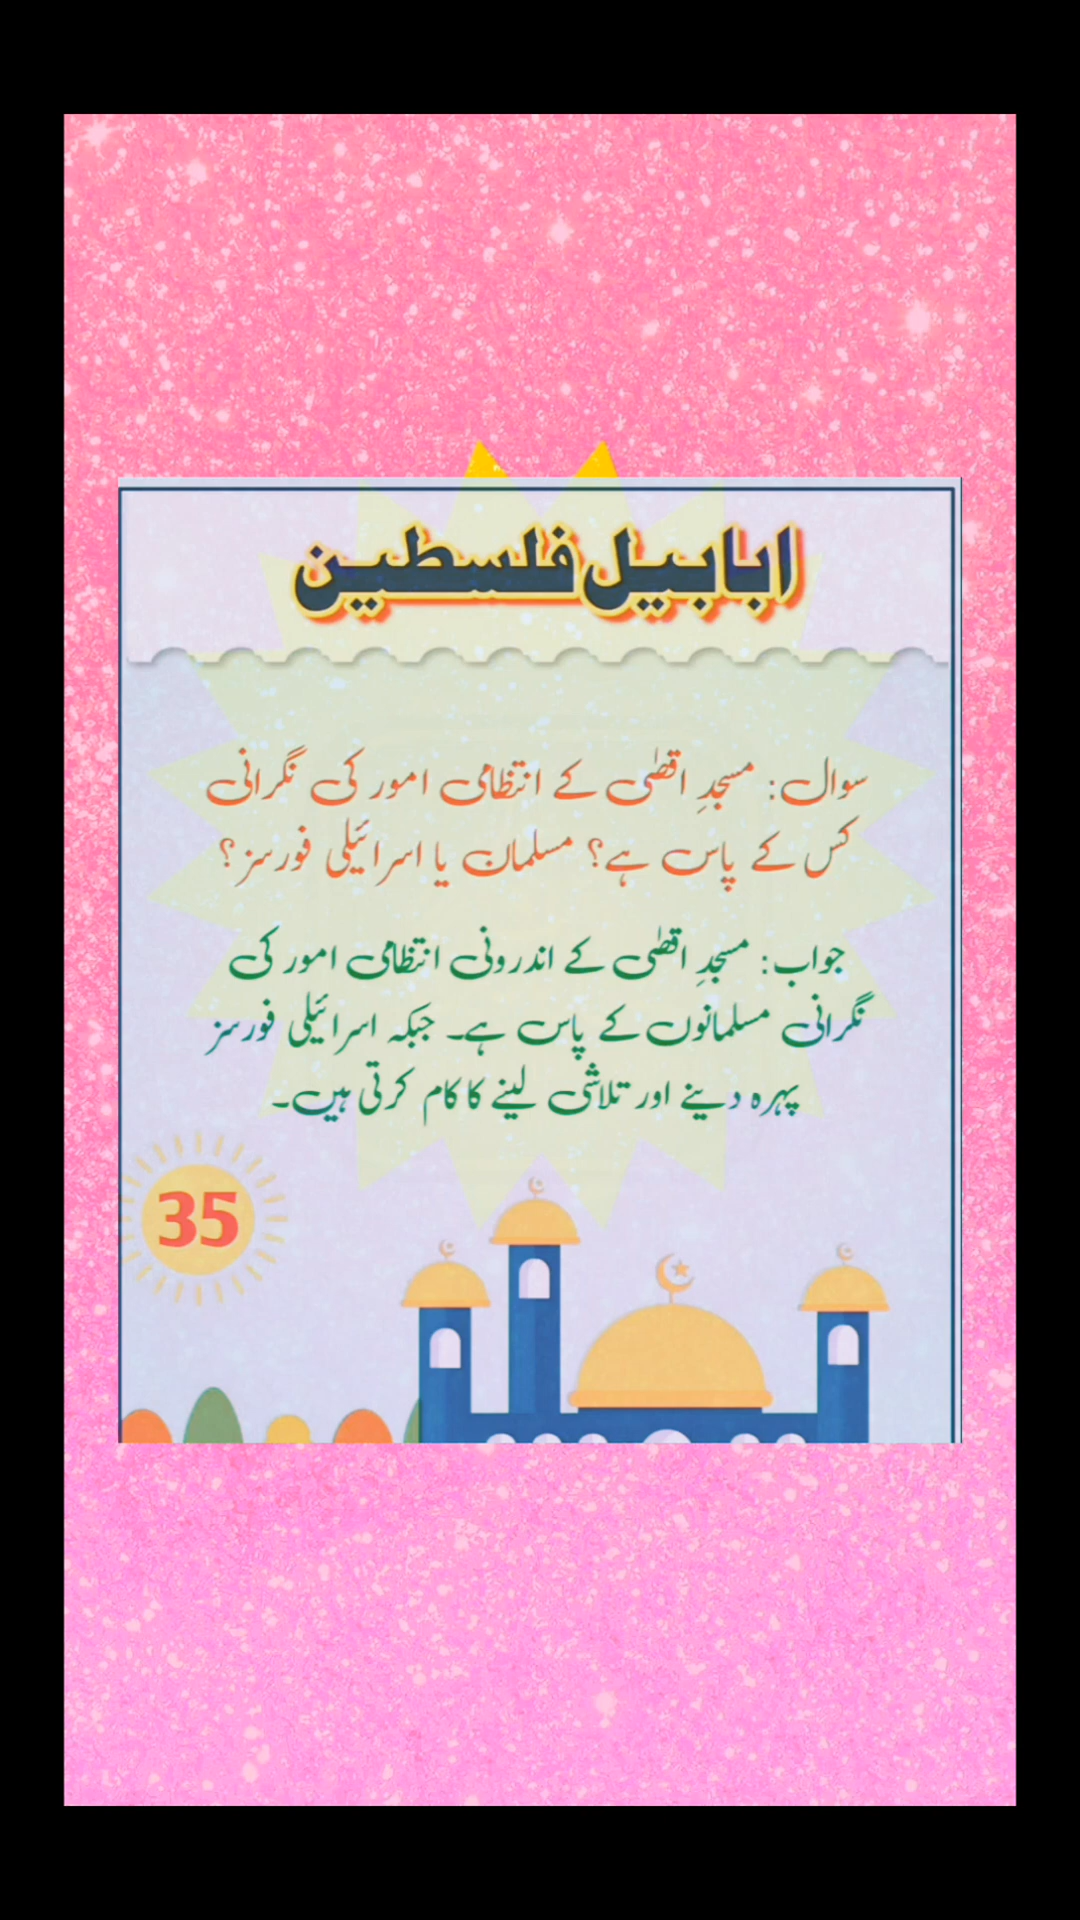 ابابیل فلسطین
سوال: مسجدِ اقصٰی کے انتظامی امور کی نگرانی
کس کے پاس ہے؟ مسلمان یا اسرائیلی فورسز؟
جواب: مسجدِ اقصٰی کے اندرونی انتظامی امور کی
نگرانی مسلمانوں کے پاس ہے۔ جبکہ اسرائیلی فورسز
پہرہ دینے اور تلاشی لینے کا کام کرتی ہیں۔
35